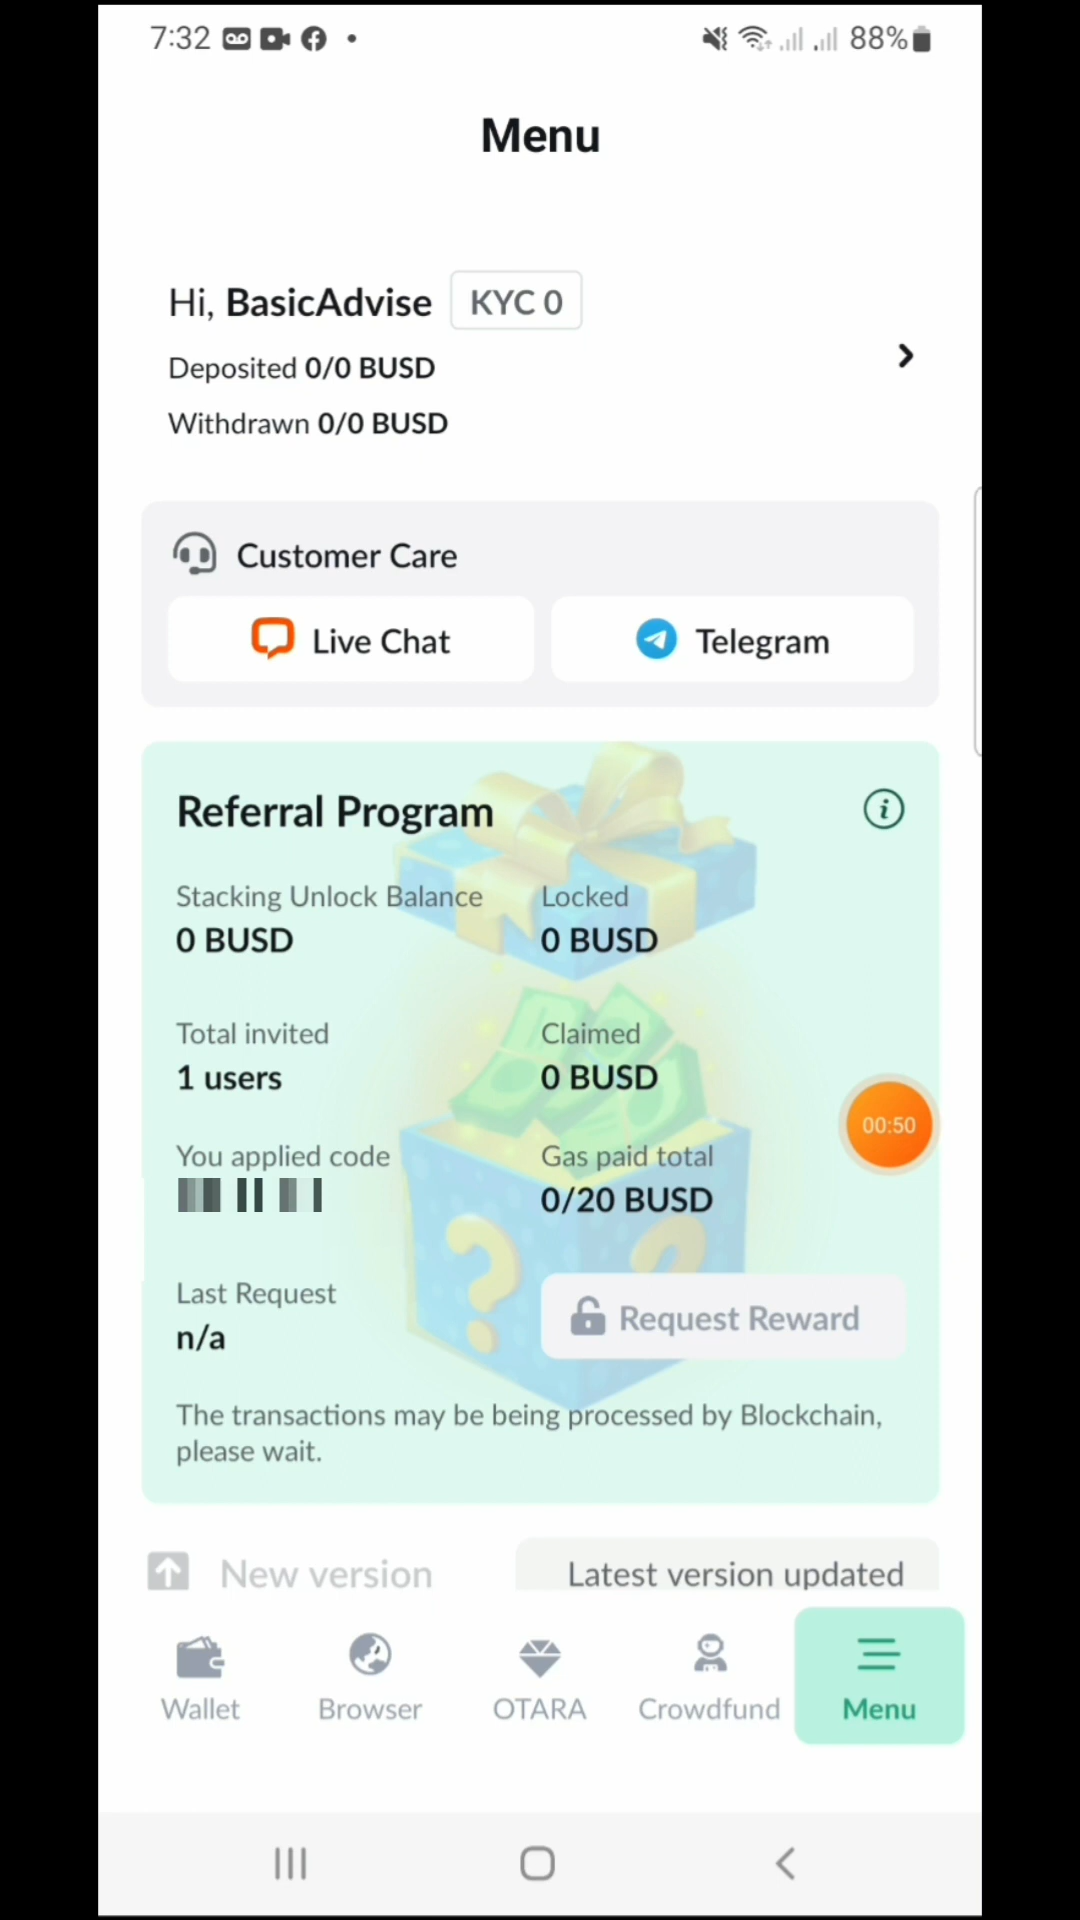 7:32
88%
Menu
Hi, BasicAdvise KYC 0
Deposited 0/0 BUSD
Withdrawn 0/0 BUSD
Customer Care
Live Chat
Telegram
Referral Program
Stacking Unlock Balance
0 BUSD
Locked
0 BUSD
Total invited
1 users
Claimed
0 BUSD
You applied code
Gas paid total
0/20 BUSD
00:50
Last Request
n/a
Request Reward
The transactions may be being processed by Blockchain,
please wait.
New version
Latest version updated
Wallet
Browser
OTARA
Crowdfund
Menu